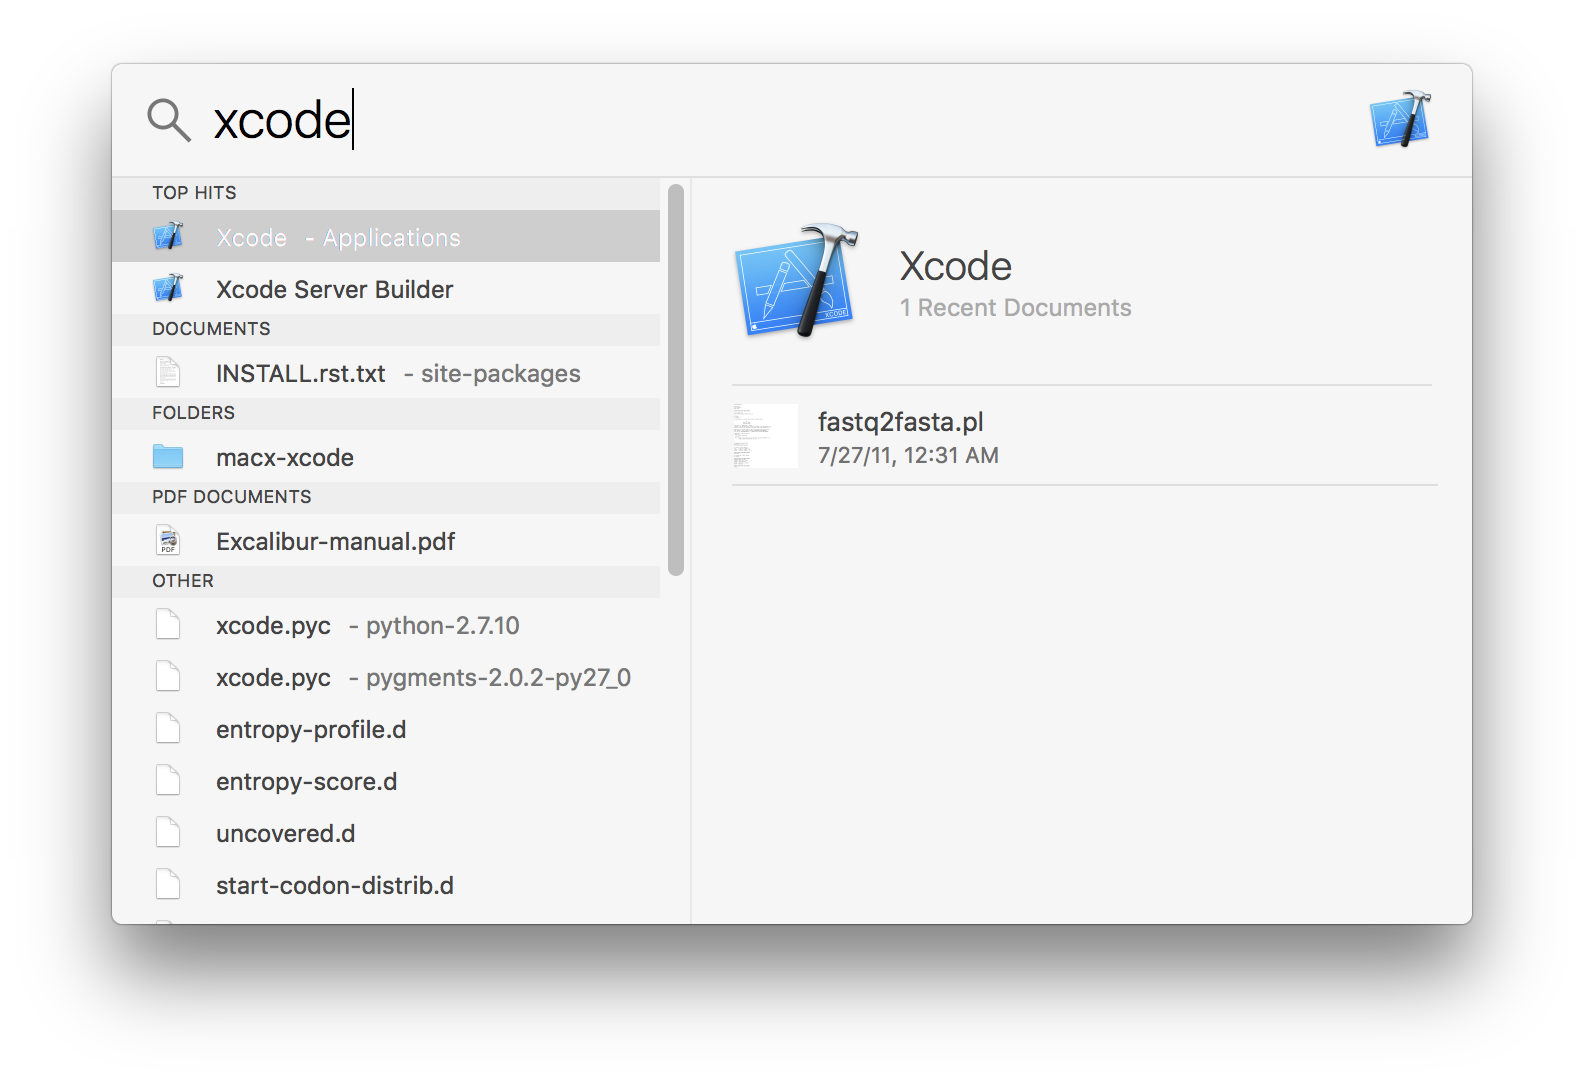 xcode
TOP HITS
Xcode - Applications
Xcode Server Builder
DOCUMENTS
INSTALL.rst.txt - site-packages
FOLDERS
macx-xcode
PDF DOCUMENTS
PDF
Excalibur-manual.pdf
OTHER
xcode.pyc - python-2.7.10
xcode.pyc - pygments-2.0.2-py27_0
entropy-profile.d
entropy-score.d
uncovered.d
start-codon-distrib.d
XCODE
Xcode
1 Recent Documents
fastq2fasta.pl
7/27/11, 12:31 AM